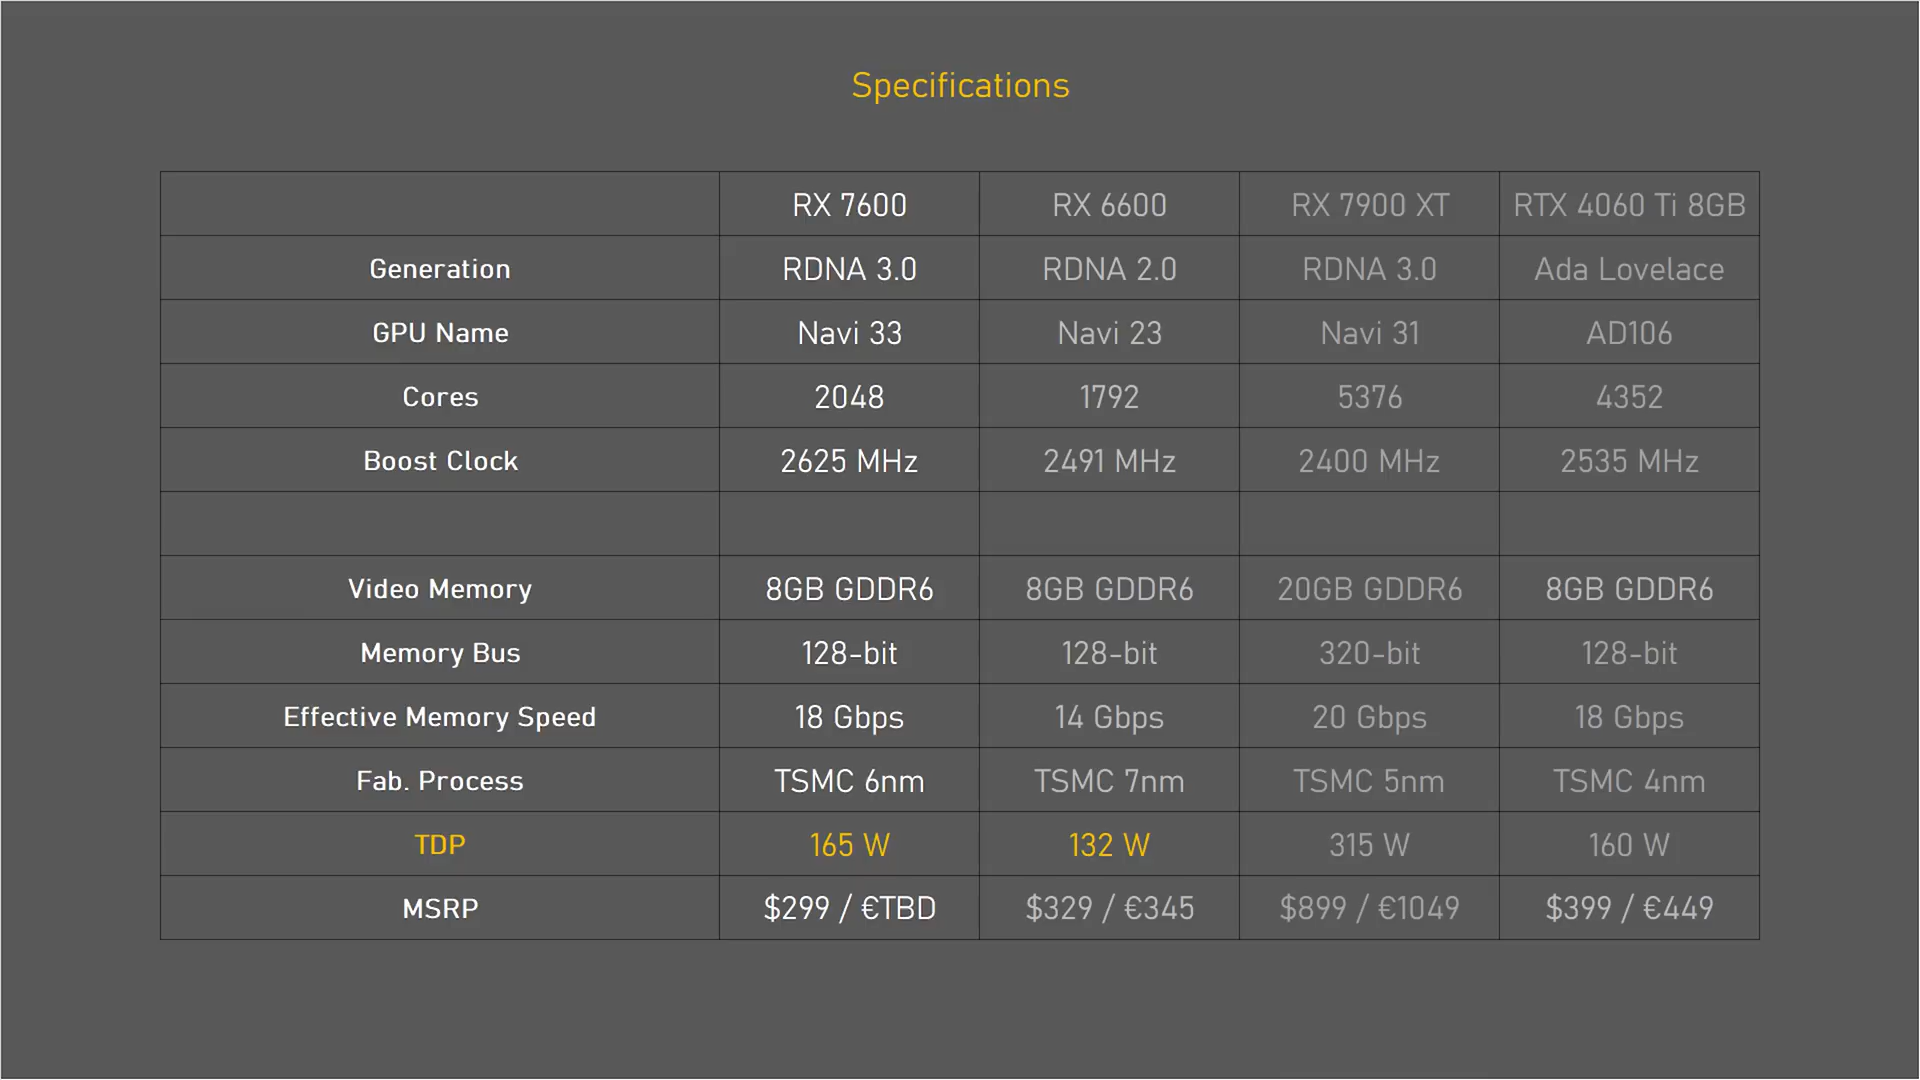 Specifications
RX 7600 RX 6600 RX 7900 XT RTX 4060 Ti 8GB
Generation RDNA 3.0 RDNA 2.0 RDNA 3.0 Ada Lovelace
GPU Name Navi 33 Navi 23 Navi 31 AD106
Cores 2048 1792 5376 4352
Boost Clock 2625 MHz 2491 MHz 2400 MHz 2535 MHz
Video Memory 8GB GDDR6 8GB GDDR6 20GB GDDR6 8GB GDDR6
Memory Bus 128-bit 128-bit 320-bit 128-bit
Effective Memory Speed 18 Gbps 14 Gbps 20 Gbps 18 Gbps
Fab. Process TSMC 6nm TSMC 7nm TSMC 5nm TSMC 4nm
TDP 165 W 132 W 315 W 160 W
MSRP $299 / €TBD $329 / €345 $899 / €1049 $399 / €449